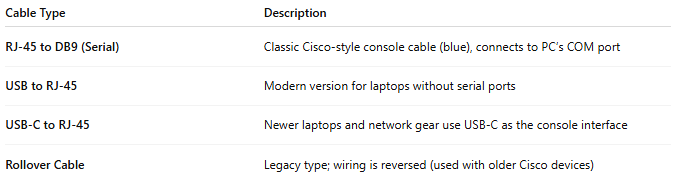 Cable Type Description
RJ-45 to DB9 (Serial) Classic Cisco-style console cable (blue), connects to PC's COM port
USB to RJ-45 Modern version for laptops without serial ports
USB-C to RJ-45 Newer laptops and network gear use USB-C as the console interface
Rollover Cable Legacy type; wiring is reversed (used with older Cisco devices)